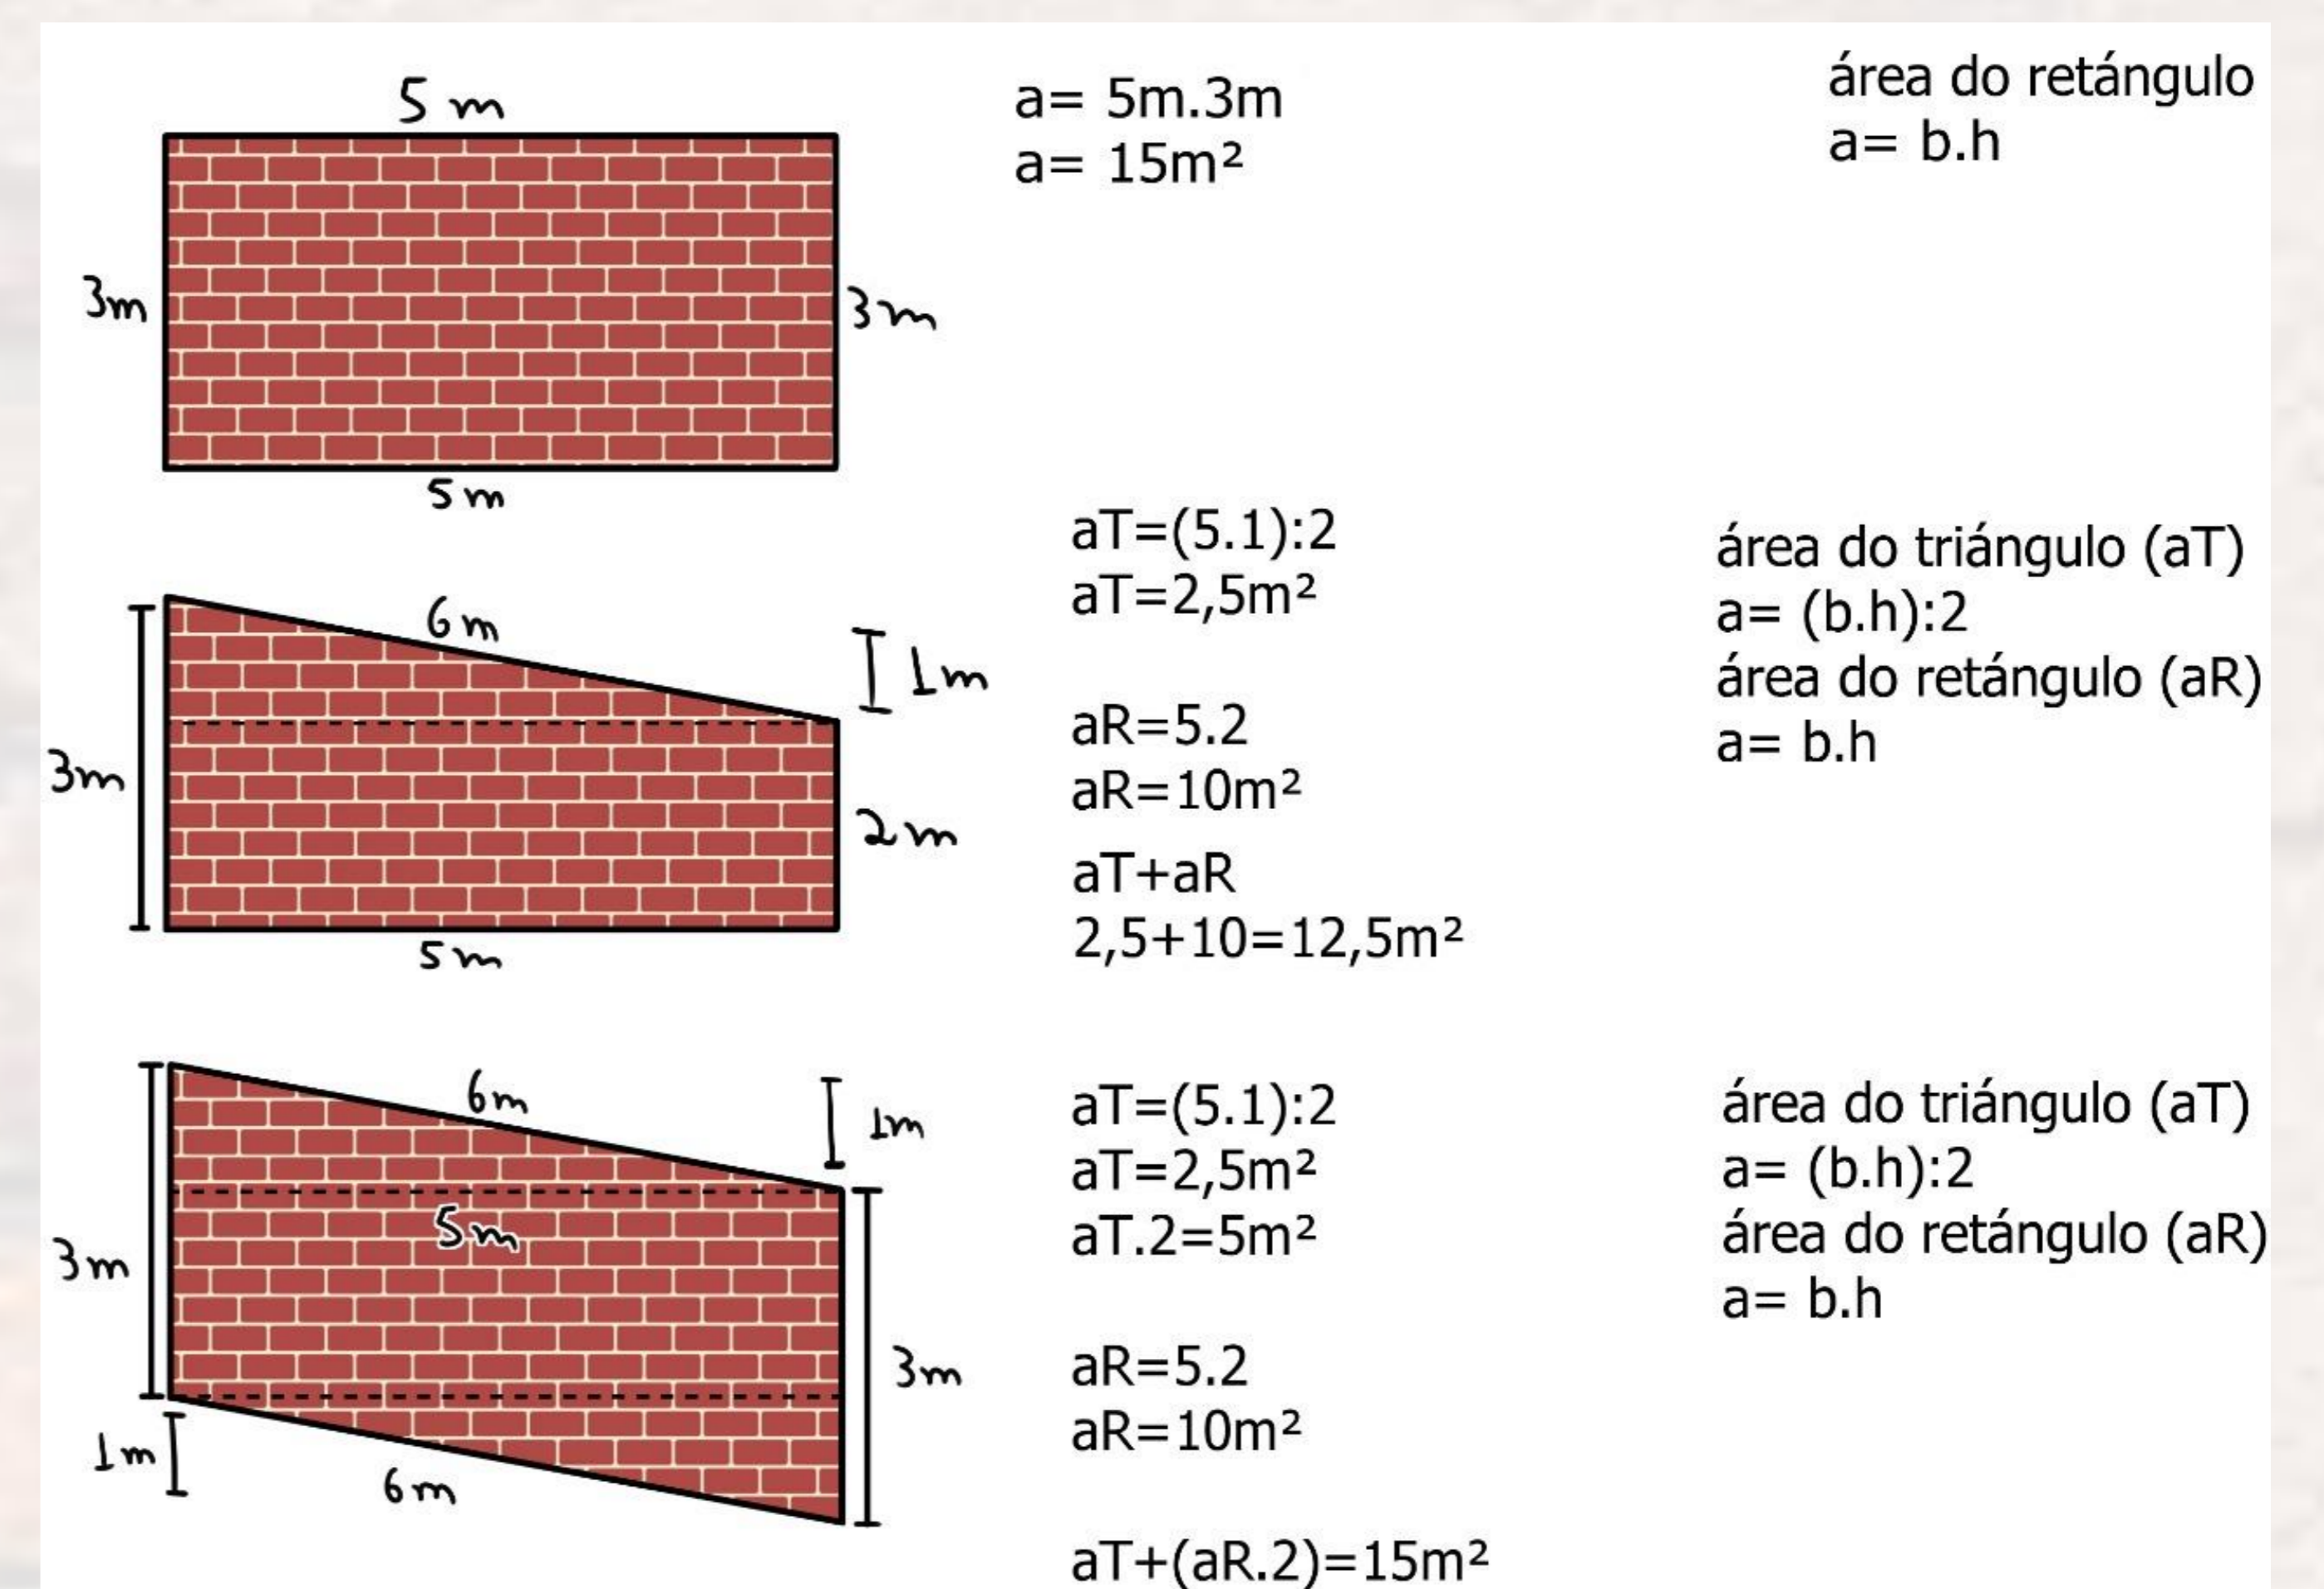 5 m
3m
3m
5 m
a= 5m.3m
a= 15m²
área do retángulo
a= b.h
6 m
1m
3m
2m
5m
aT=(5.1):2
aT=2,5m²
aR=5.2
aR=10m²
aT+aR
2,5+10=12,5m²
área do triángulo (aT)
a= (b.h):2
área do retángulo (aR)
a= b.h
6m
1m
5m
3m
3m
1m
6m
aT=(5.1):2
aT=2,5m²
aT.2=5m²
aR=5.2
aR=10m²
aT+(aR.2)=15m²
área do triángulo (aT)
a= (b.h):2
área do retángulo (aR)
a= b.h